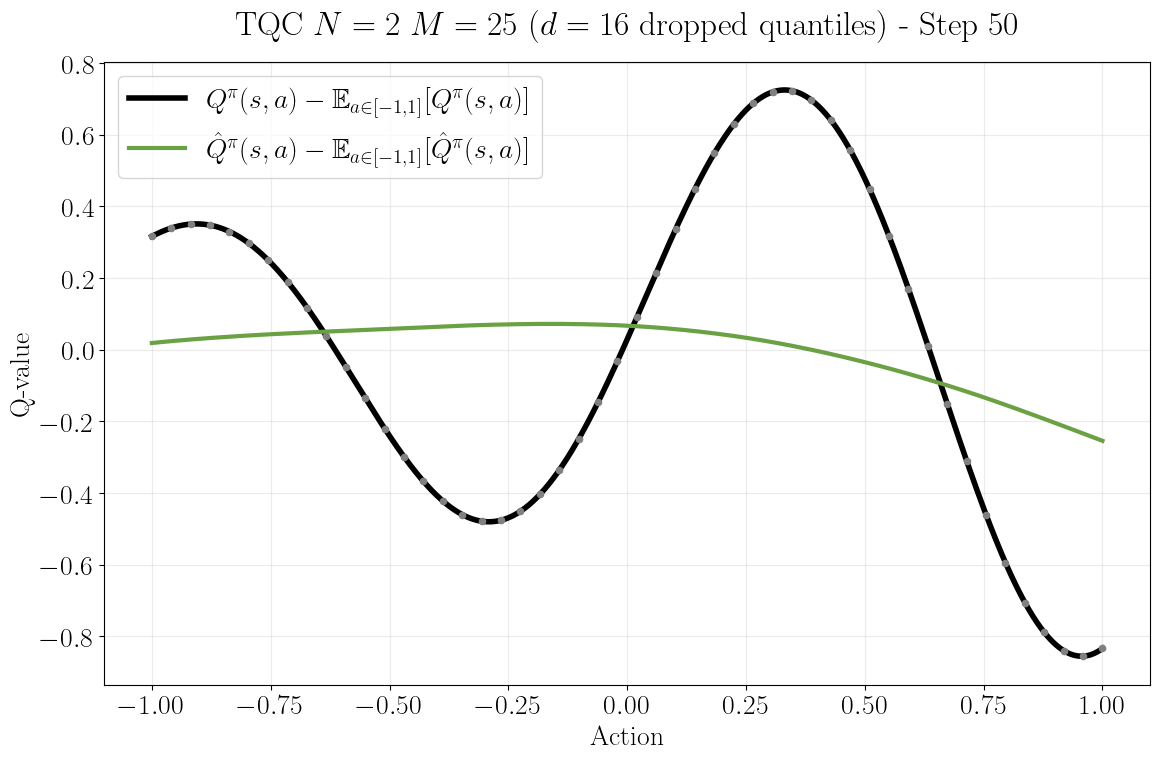 TQC $N = 2$ $M = 25$ ($d = 16$ dropped quantiles) - Step 50
$Q^{\pi}(s, a) - \mathbb{E}_{a \in [-1,1]}[Q^{\pi}(s, a)]$
$\hat{Q}^{\pi}(s, a) - \mathbb{E}_{a \in [-1,1]}[\hat{Q}^{\pi}(s, a)]$
Q-value
0.8
0.6
0.4
0.2
0.0
−0.2
−0.4
−0.6
−0.8
−1.00 −0.75 −0.50 −0.25 0.00 0.25 0.50 0.75 1.00
Action